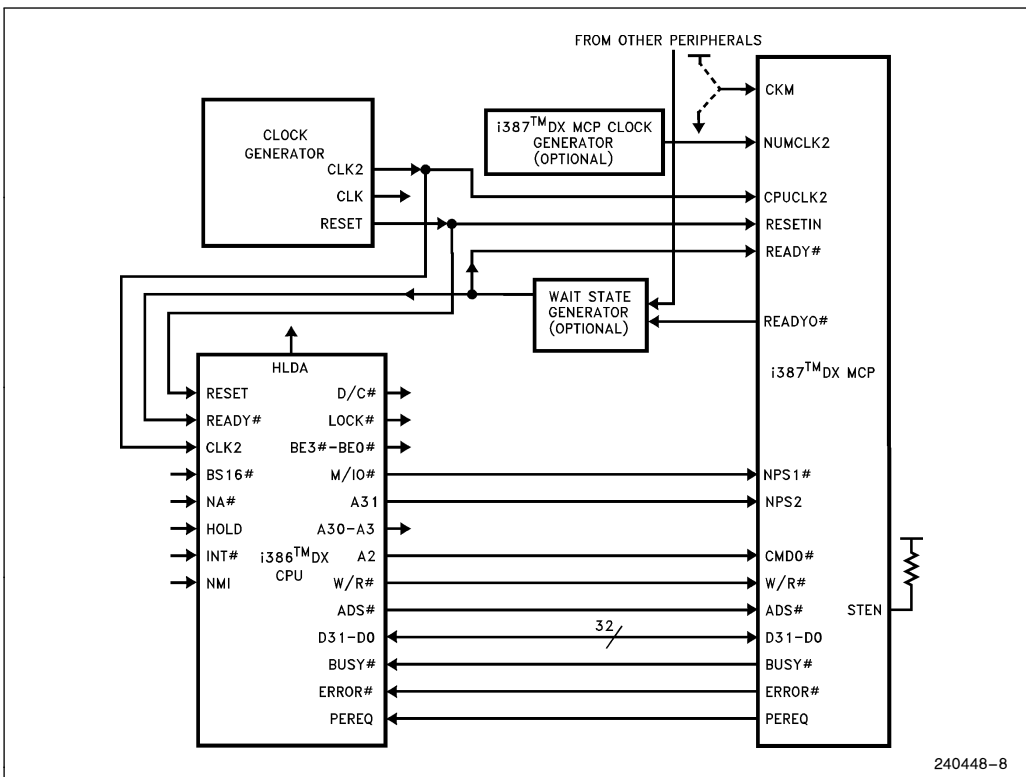 FROM OTHER PERIPHERALS
CLOCK
GENERATOR
CLK2
CLK
RESET
i387™DX MCP CLOCK
GENERATOR
(OPTIONAL)
WAIT STATE
GENERATOR
(OPTIONAL)
CKM
NUMCLK2
CPUCLK2
RESETIN
READY#
READYO#
i387™DX MCP
NPS1#
NPS2
CMD0#
W/R#
ADS#
STEN
D31-D0
BUSY#
ERROR#
PEREQ
HLDA
RESET
READY#
CLK2
BS16#
NA#
HOLD
INT#
NMI
i386™DX
CPU
D/C#
LOCK#
BE3#-BE0#
M/IO#
A31
A30-A3
A2
W/R#
ADS#
D31-D0
BUSY#
ERROR#
PEREQ
32
240448-8